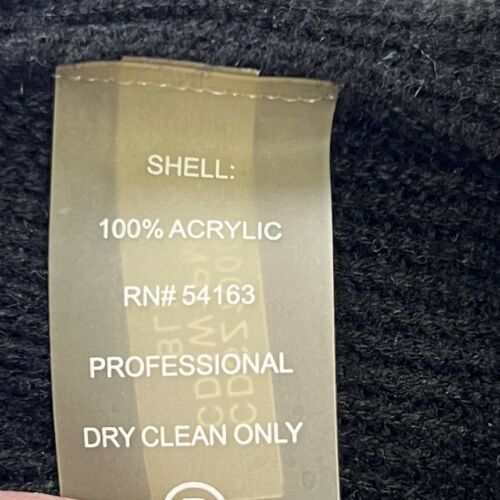 SHELL:
100% ACRYLIC
RN# 54163
PROFESSIONAL
DRY CLEAN ONLY